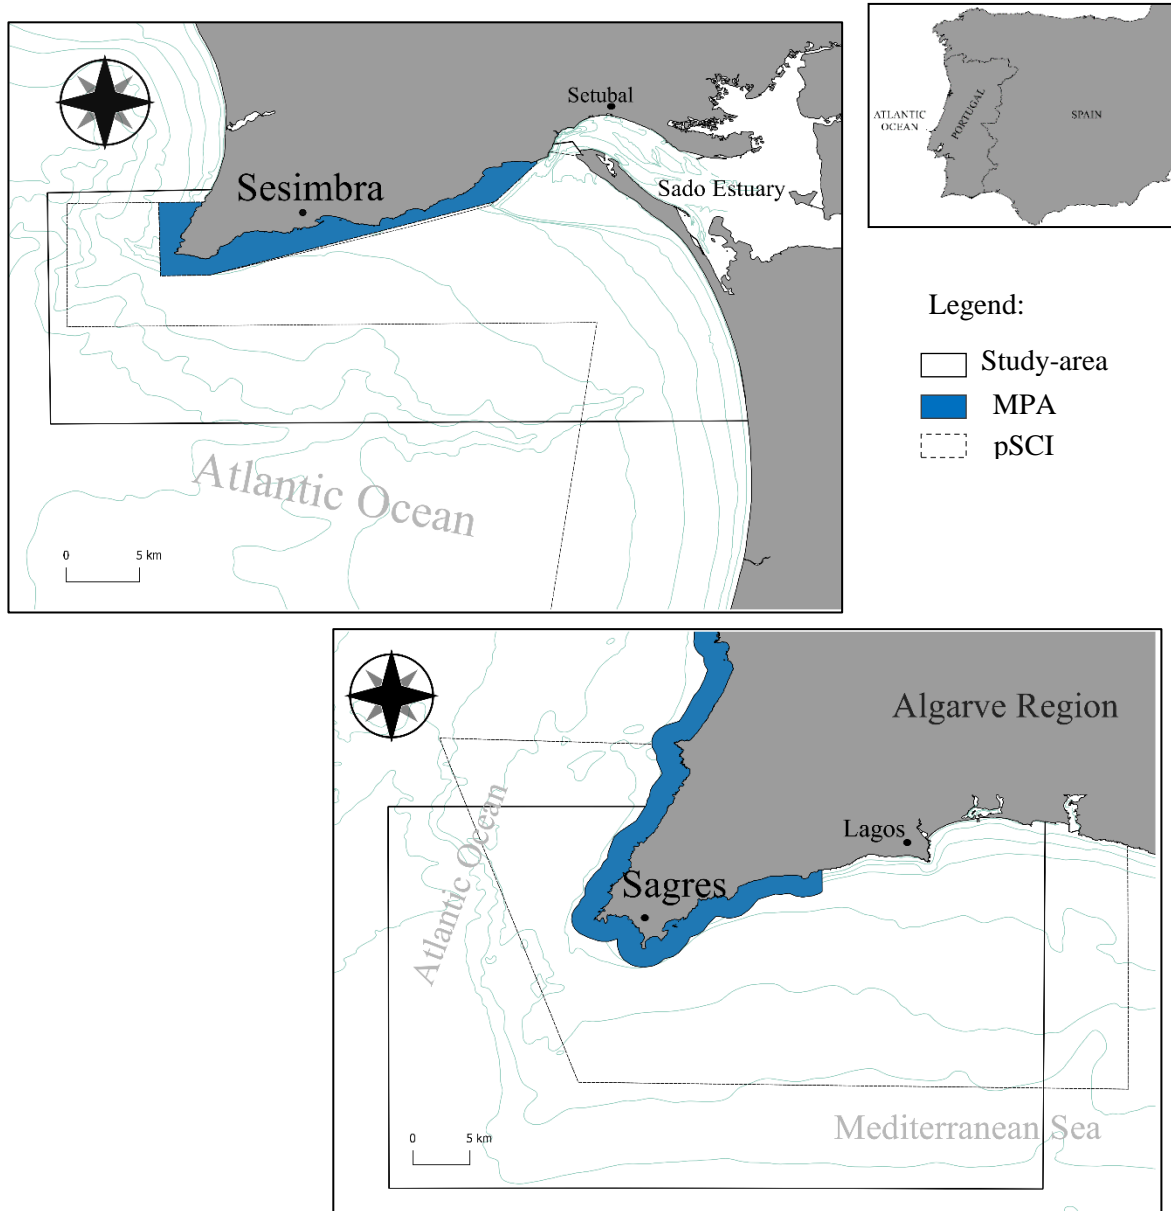 Setubal
Sesimbra
Sado Estuary
Atlantic Ocean
0 5 km
ATLANTIC
OCEAN
PORTUGAL
SPAIN
Legend:
Study-area
MPA
pSCI
Algarve Region
Atlantic Ocean
Lagos
Sagres
Mediterranean Sea
0 5 km